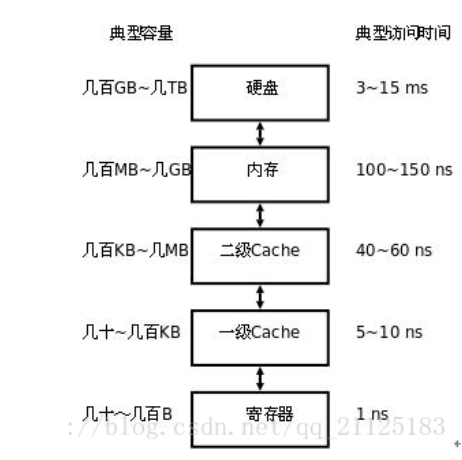 典型容量 典型访问时间
几百GB~几TB 硬盘 3~15 ms
几百MB~几GB 内存 100~150 ns
几百KB~几MB 二级Cache 40~60 ns
几十~几百KB 一级Cache 5~10 ns
几十~几百B 寄存器 1 ns
://blog.csdn.net/qq_21125183